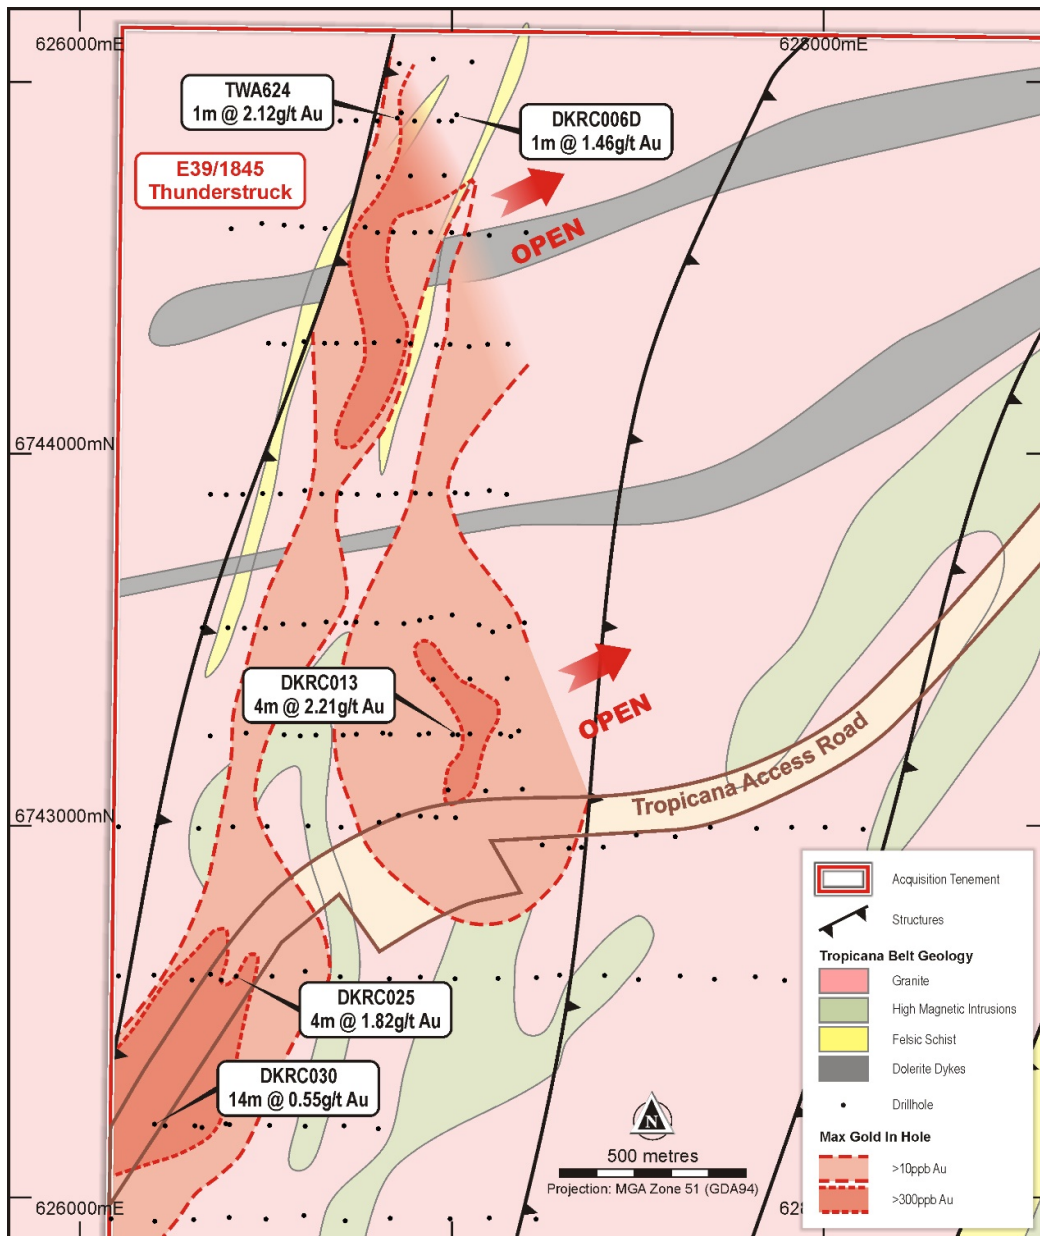 626000mE
628000mE
TWA624
1m @ 2.12g/t Au
DKRC006D
1m @ 1.46g/t Au
E39/1845
Thunderstruck
OPEN
6744000mN
DKRC013
4m @ 2.21g/t Au
OPEN
Tropicana Access Road
6743000mN
DKRC025
4m @ 1.82g/t Au
DKRC030
14m @ 0.55g/t Au
N
500 metres
Projection: MGA Zone 51 (GDA94)
626000mE
Acquisition Tenement
Structures
Tropicana Belt Geology
Granite
High Magnetic Intrusions
Felsic Schist
Dolerite Dykes
Drillhole
Max Gold In Hole
>10ppb Au
>300ppb Au